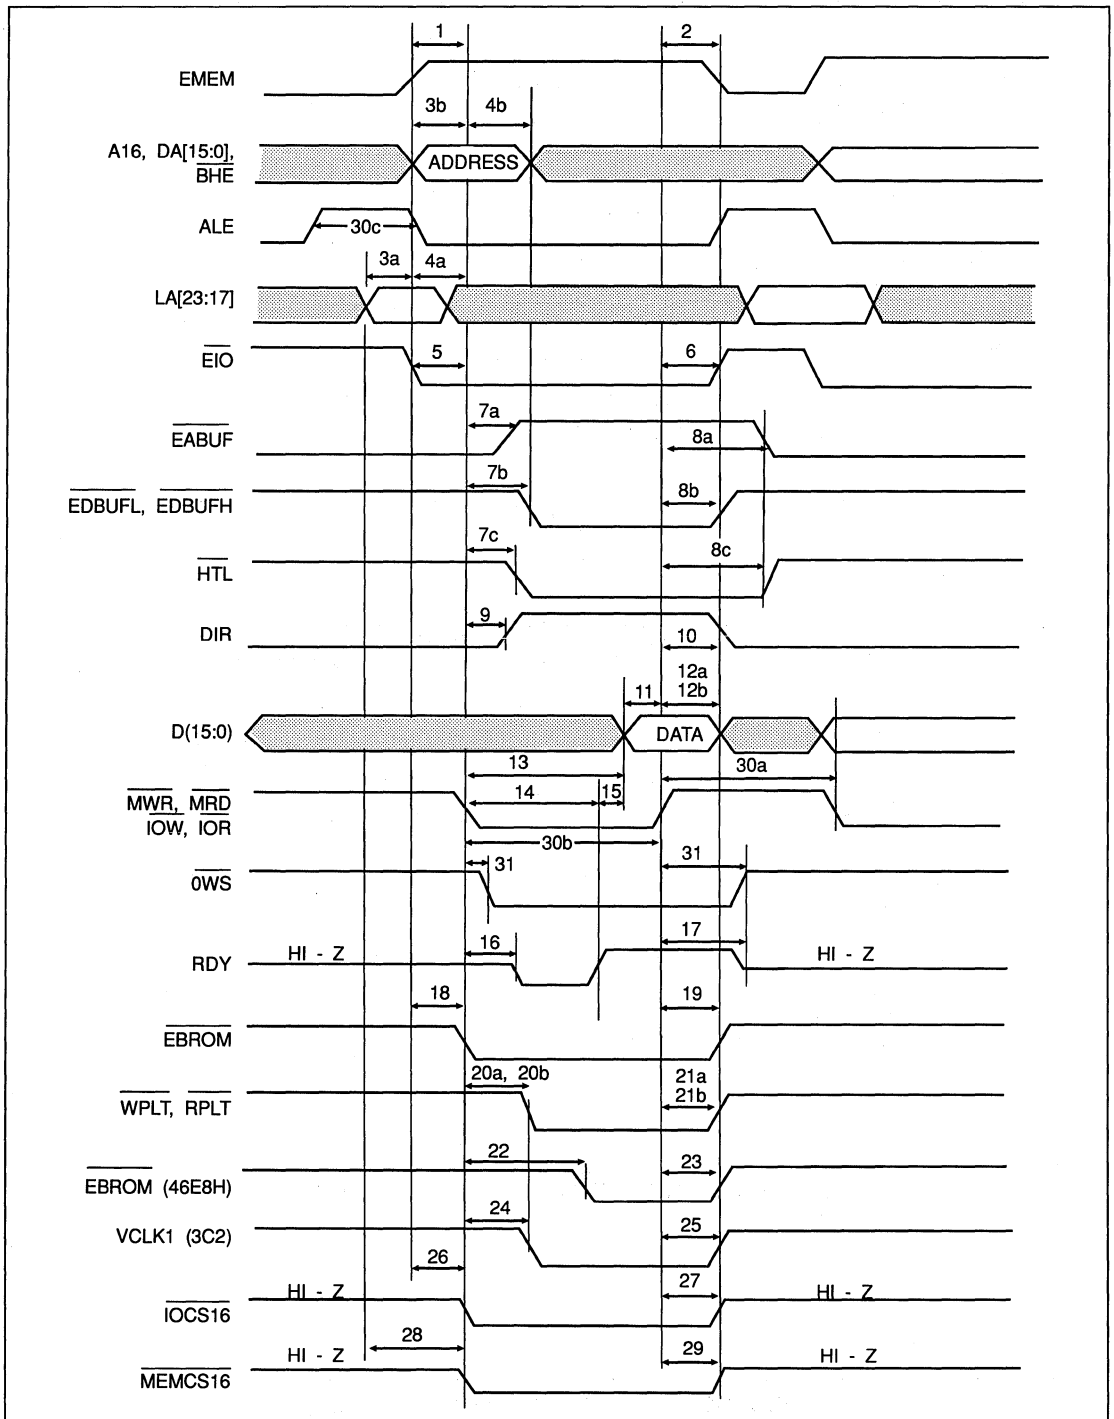 1 2
EMEM
3b 4b
A16, DA[15:0],
BHE
ADDRESS
ALE
30c
3a 4a
LA[23:17]
EIO
5 6
7a
EABUF
8a
7b
EDBUFL, EDBUFH
8b
7c 8c
HTL
9
DIR
10
12a
11 12b
D(15:0)
DATA
13 30a
14 15
MWR, MRD
IOW, IOR
30b
31 31
0WS
16 17
RDY
HI - Z HI - Z
18 19
EBROM
20a, 20b 21a
21b
WPLT, RPLT
22 23
EBROM (46E8H)
24 25
VCLK1 (3C2)
26 27
HI - Z HI - Z
IOCS16
28 29
HI - Z HI - Z
MEMCS16